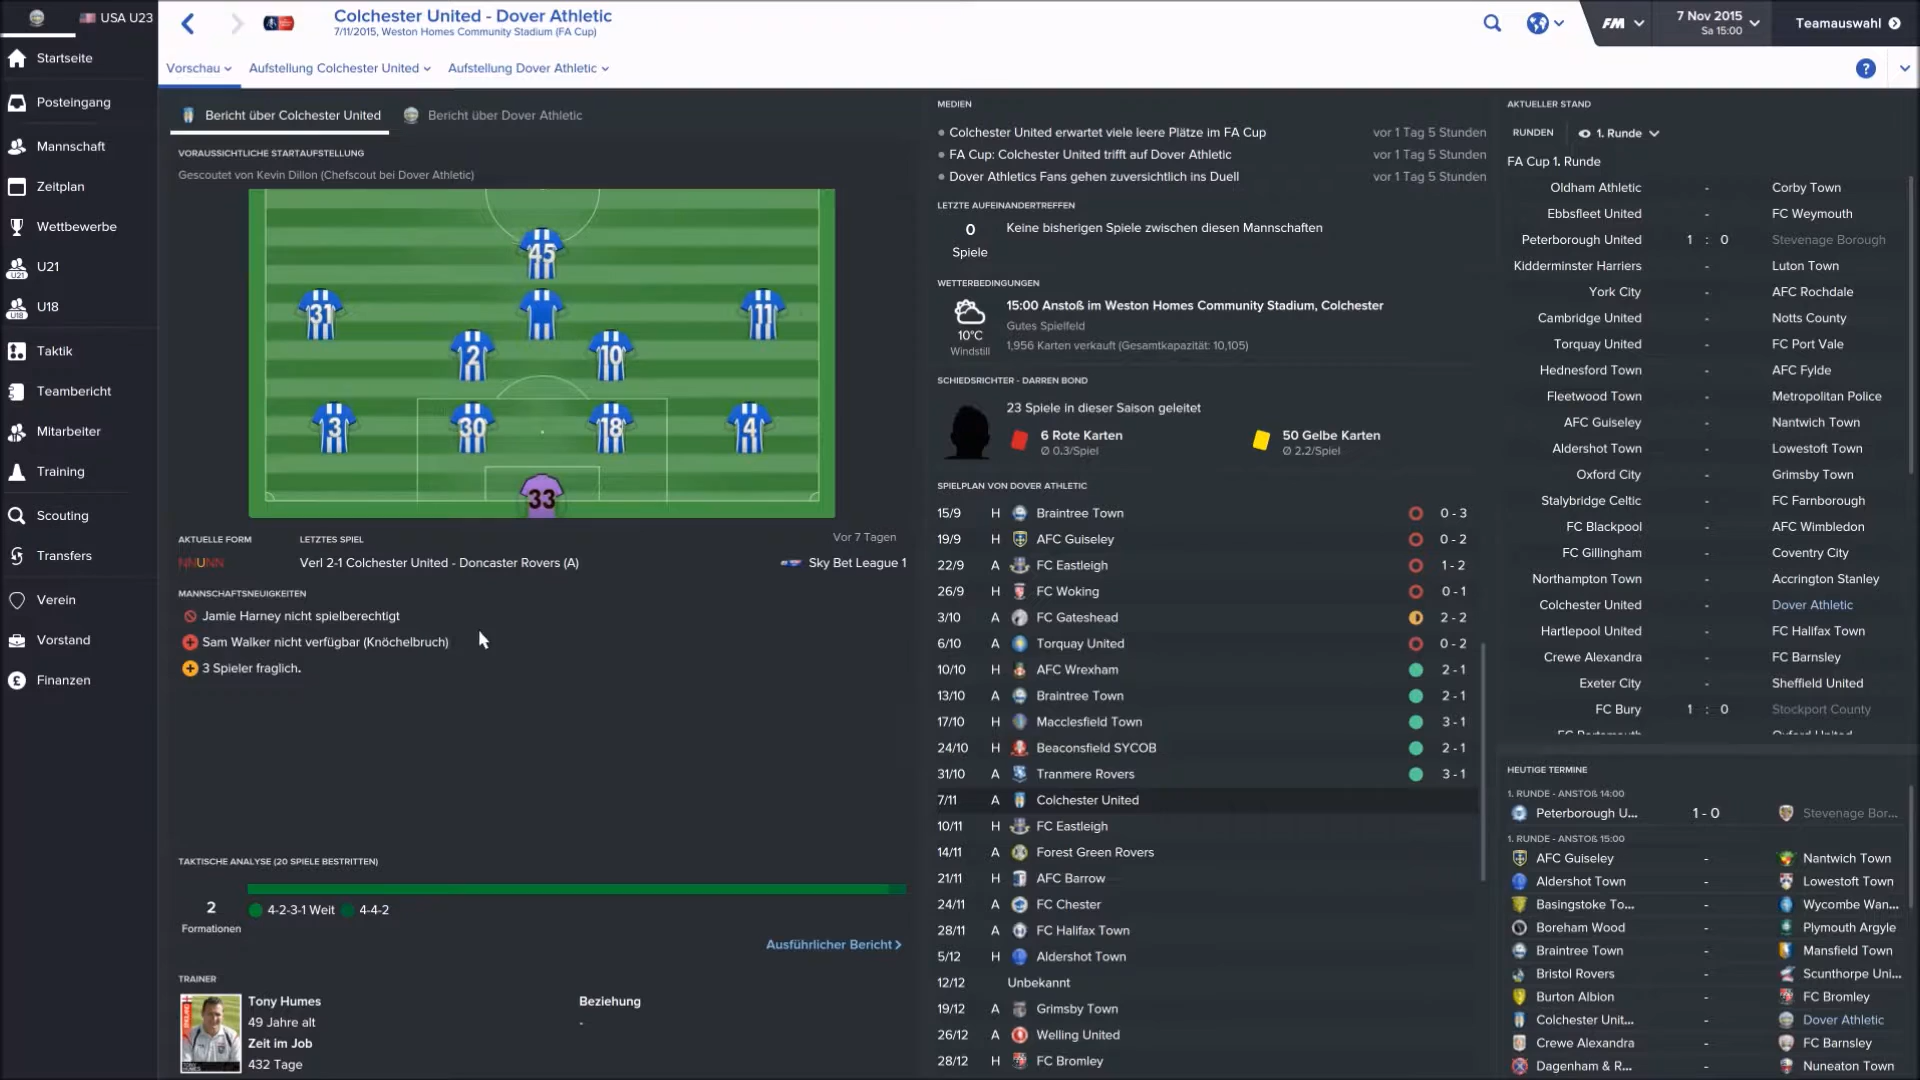 USA U23
Startseite
Posteingang
Mannschaft
Zeitplan
Wettbewerbe
U21
U18
Taktik
Teambericht
Mitarbeiter
Training
Scouting
Transfers
Verein
Vorstand
Finanzen
Colchester United - Dover Athletic
7/11/2015, Weston Homes Community Stadium (FA Cup)
FM
7 Nov 2015
Sa 15:00
Teamauswahl
Vorschau
Aufstellung Colchester United
Aufstellung Dover Athletic
?
Bericht über Colchester United
Bericht über Dover Athletic
VORAUSSICHTLICHE STARTAUFSTELLUNG
Gescoutet von Kevin Dillon (Chefscout bei Dover Athletic)
45
31
11
2
10
3
30
18
4
33
AKTUELLE FORM
LETZTES SPIEL
Vor 7 Tagen
NNUNN
Verl 2-1 Colchester United - Doncaster Rovers (A)
Sky Bet League 1
MANNSCHAFTSNEUIGKEITEN
Jamie Harney nicht spielberechtigt
Sam Walker nicht verfügbar (Knöchelbruch)
3 Spieler fraglich.
TAKTISCHE ANALYSE (20 SPIELE BESTRITTEN)
2
Formationen
4-2-3-1 Weit
4-4-2
Ausführlicher Bericht
TRAINER
Tony Humes
49 Jahre alt
Zeit im Job
432 Tage
Beziehung
-
MEDIEN
Colchester United erwartet viele leere Plätze im FA Cup vor 1 Tag 5 Stunden
FA Cup: Colchester United trifft auf Dover Athletic vor 1 Tag 5 Stunden
Dover Athletics Fans gehen zuversichtlich ins Duell vor 1 Tag 5 Stunden
LETZTE AUFEINANDERTREFFEN
0
Spiele
Keine bisherigen Spiele zwischen diesen Mannschaften
WETTERBEDINGUNGEN
10°C
Windstill
15:00 Anstoß im Weston Homes Community Stadium, Colchester
Gutes Spielfeld
1,956 Karten verkauft (Gesamtkapazität: 10,105)
SCHIEDSRICHTER - DARREN BOND
23 Spiele in dieser Saison geleitet
6 Rote Karten
Ø 0.3/Spiel
50 Gelbe Karten
Ø 2.2/Spiel
SPIELPLAN VON DOVER ATHLETIC
15/9 H Braintree Town 0 - 3
19/9 H AFC Guiseley 0 - 2
22/9 A FC Eastleigh 1 - 2
26/9 H FC Woking 0 - 1
3/10 A FC Gateshead 2 - 2
6/10 A Torquay United 0 - 2
10/10 H AFC Wrexham 2 - 1
13/10 A Braintree Town 2 - 1
17/10 H Macclesfield Town 3 - 1
24/10 H Beaconsfield SYCOB 2 - 1
31/10 A Tranmere Rovers 3 - 1
7/11 A Colchester United
10/11 H FC Eastleigh
14/11 A Forest Green Rovers
21/11 H AFC Barrow
24/11 A FC Chester
28/11 A FC Halifax Town
5/12 H Aldershot Town
12/12 Unbekannt
19/12 A Grimsby Town
26/12 A Welling United
28/12 H FC Bromley
AKTUELLER STAND
RUNDEN
1. Runde
FA Cup 1. Runde
Oldham Athletic - Corby Town
Ebbsfleet United - FC Weymouth
Peterborough United 1 : 0 Stevenage Borough
Kidderminster Harriers - Luton Town
York City - AFC Rochdale
Cambridge United - Notts County
Torquay United - FC Port Vale
Hednesford Town - AFC Fylde
Fleetwood Town - Metropolitan Police
AFC Guiseley - Nantwich Town
Aldershot Town - Lowestoft Town
Oxford City - Grimsby Town
Stalybridge Celtic - FC Farnborough
FC Blackpool - AFC Wimbledon
FC Gillingham - Coventry City
Northampton Town - Accrington Stanley
Colchester United - Dover Athletic
Hartlepool United - FC Halifax Town
Crewe Alexandra - FC Barnsley
Exeter City - Sheffield United
FC Bury 1 : 0 Stockport County
FC Portsmouth Oxford United
HEUTIGE TERMINE
1. RUNDE - ANSTOß 14:00
Peterborough U... 1 - 0 Stevenage Bor...
1. RUNDE - ANSTOß 15:00
AFC Guiseley - Nantwich Town
Aldershot Town - Lowestoft Town
Basingstoke To... - Wycombe Wan...
Boreham Wood - Plymouth Argyle
Braintree Town - Mansfield Town
Bristol Rovers - Scunthorpe Uni...
Burton Albion - FC Bromley
Colchester Unit... - Dover Athletic
Crewe Alexandra - FC Barnsley
Dagenham & R... - Nuneaton Town